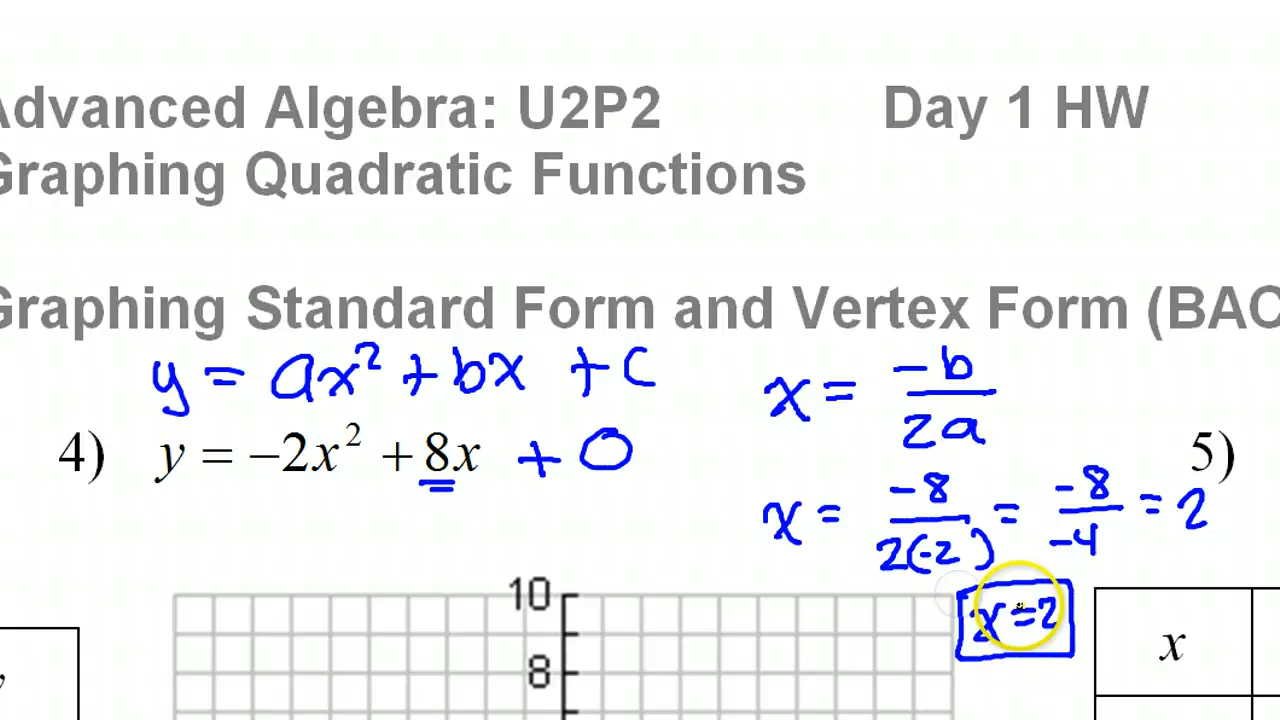 Advanced Algebra: U2P2 Day 1 HW
Graphing Quadratic Functions
Graphing Standard Form and Vertex Form (BAC
y = ax² + bx + c
x = -b/2a
4) y = −2x² + 8x + 0
5)
x = -8/2(-2) = -8/-4 = 2
x = 2
10
8
x